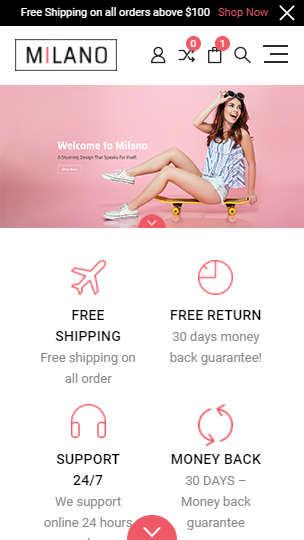 Free Shipping on all orders above $100 Shop Now
MILANO
0
1
Welcome to Milano
A Stunning Design That Speaks For Itself.
Shop Now
FREE
SHIPPING
Free shipping on
all order
FREE RETURN
30 days money
back guarantee!
SUPPORT
24/7
We support
online 24 hours
MONEY BACK
30 DAYS –
Money back
guarantee